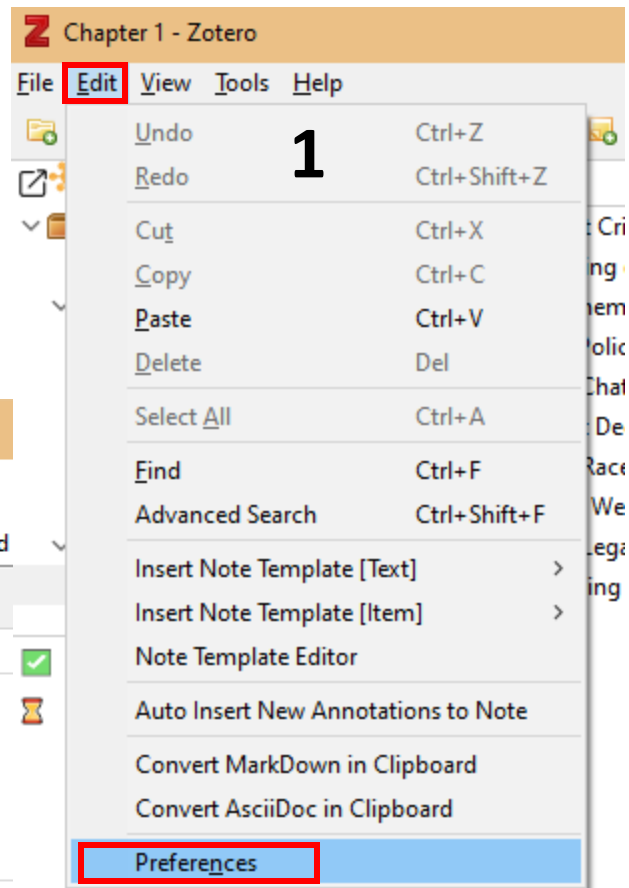 Chapter 1 - Zotero
File Edit View Tools Help
Undo Ctrl+Z
1
Redo Ctrl+Shift+Z
Cut Ctrl+X
Copy Ctrl+C
Paste Ctrl+V
Delete Del
Select All Ctrl+A
Find Ctrl+F
Advanced Search Ctrl+Shift+F
Insert Note Template [Text] >
Insert Note Template [Item] >
Note Template Editor
Auto Insert New Annotations to Note
Convert MarkDown in Clipboard
Convert AsciiDoc in Clipboard
Preferences